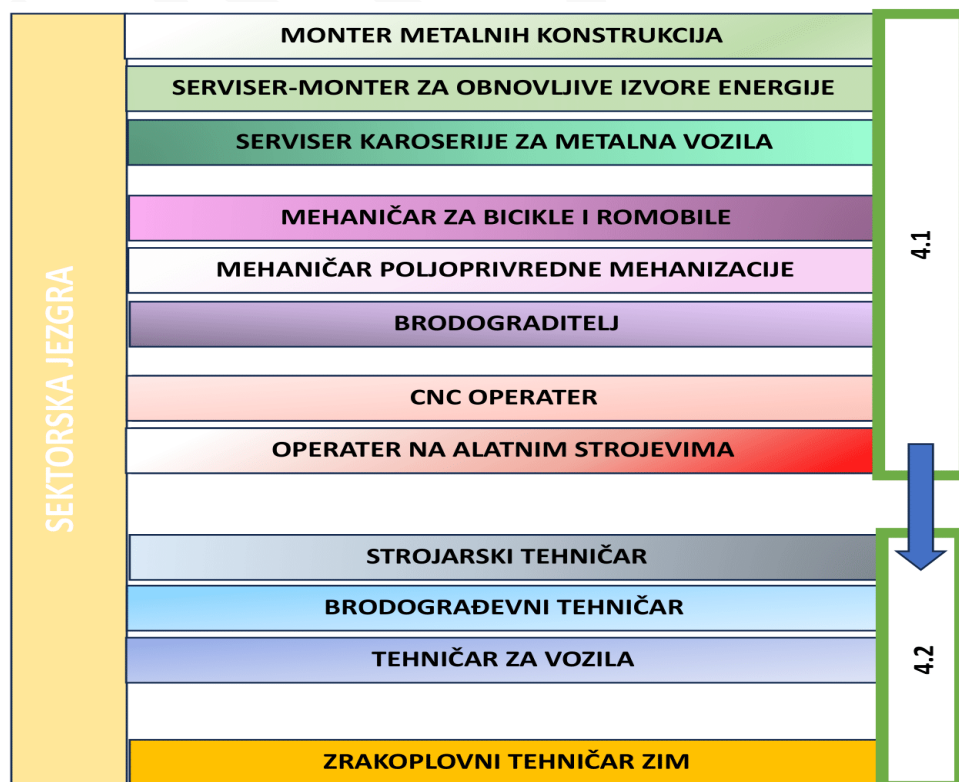 SEKTORSKA JEZGRA
MONTER METALNIH KONSTRUKCIJA
SERVISER-MONTER ZA OBNOVLJIVE IZVORE ENERGIJE
SERVISER KAROSERIJE ZA METALNA VOZILA
MEHANIČAR ZA BICIKLE I ROMOBILE
MEHANIČAR POLJOPRIVREDNE MEHANIZACIJE
BRODOGRADITELJ
CNC OPERATER
OPERATER NA ALATNIM STROJEVIMA
4.1
STROJARSKI TEHNIČAR
BRODOGRAĐEVNI TEHNIČAR
TEHNIČAR ZA VOZILA
ZRAKOPLOVNI TEHNIČAR ZIM
4.2